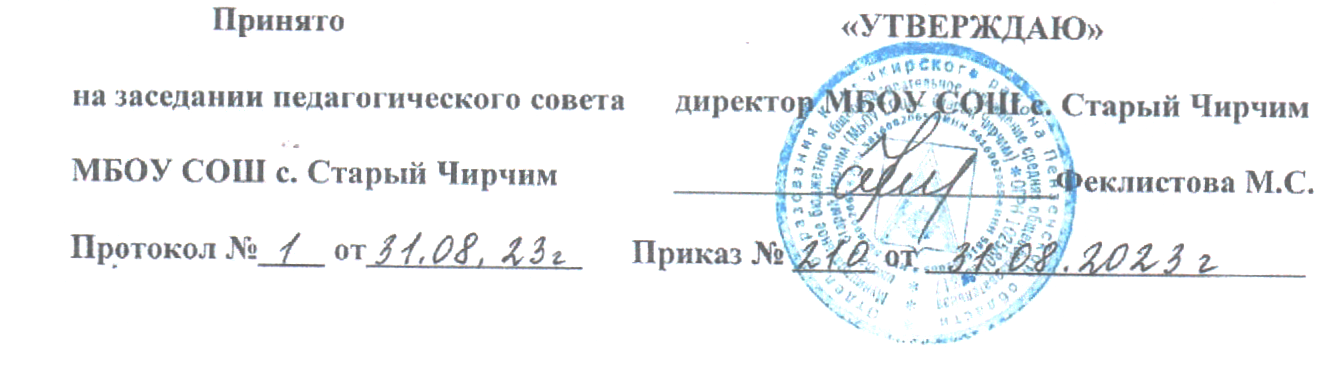 Принято
на заседании педагогического совета
МБОУ СОШ с. Старый Чирчим
Протокол № 1 от 31.08.23г
«УТВЕРЖДАЮ»
директор МБОУ СОШ с. Старый Чирчим
Феклистова М.С.
Приказ № 210 от 31.08.2023 г